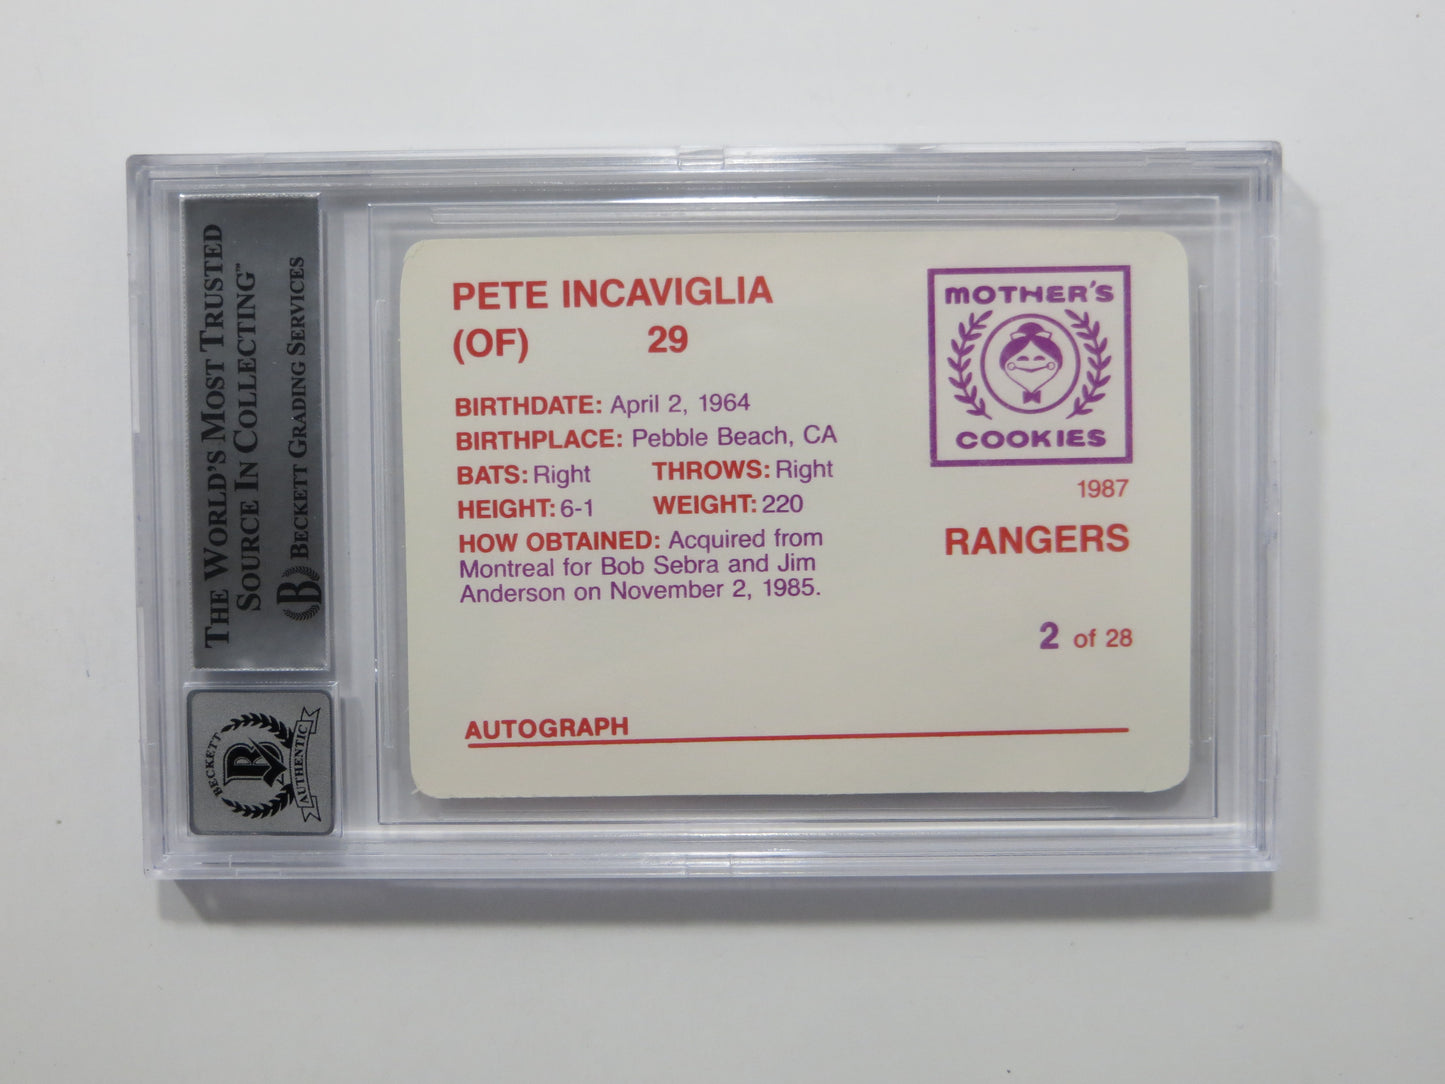 THE WORLD'S MOST TRUSTED
SOURCE IN COLLECTING™
BECKETT GRADING SERVICES
B
BECKETT
B
AUTHENTIC
PETE INCAVIGLIA
(OF) 29
BIRTHDATE: April 2, 1964
BIRTHPLACE: Pebble Beach, CA
BATS: Right THROWS: Right
HEIGHT: 6-1 WEIGHT: 220
HOW OBTAINED: Acquired from
Montreal for Bob Sebra and Jim
Anderson on November 2, 1985.
MOTHER'S
COOKIES
1987
RANGERS
2 of 28
AUTOGRAPH